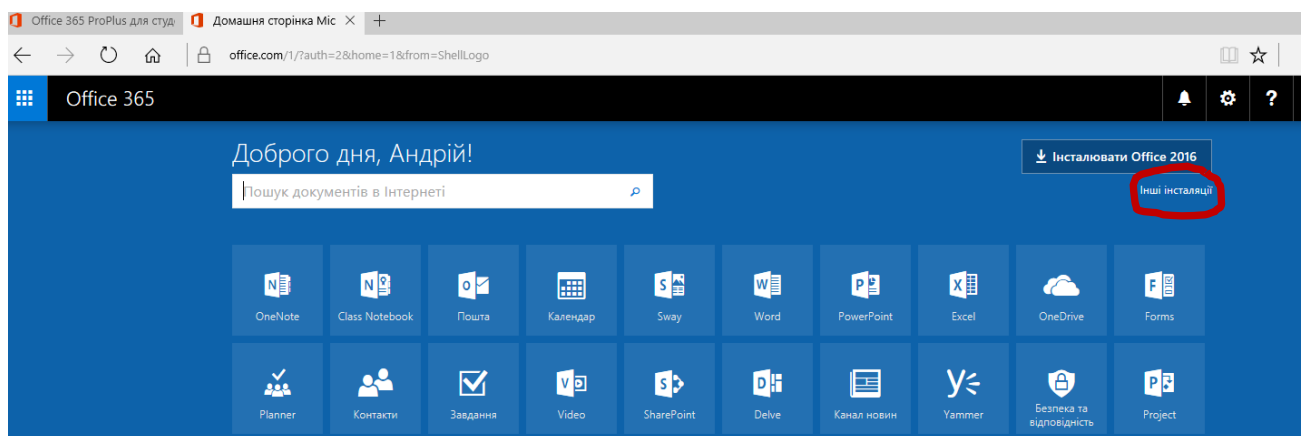 Office 365 ProPlus для студ
Домашня сторінка Mic
office.com/1/?auth=2&home=1&from=ShellLogo
Office 365
?
Доброго дня, Андрій!
Інсталювати Office 2016
Пошук документів в Інтернеті
Інші інсталяції
OneNote
Class Notebook
Пошта
Календар
Sway
Word
PowerPoint
Excel
OneDrive
Forms
Planner
Контакти
Завдання
Video
SharePoint
Delve
Канал новин
Yammer
Безпека та
відповідність
Project